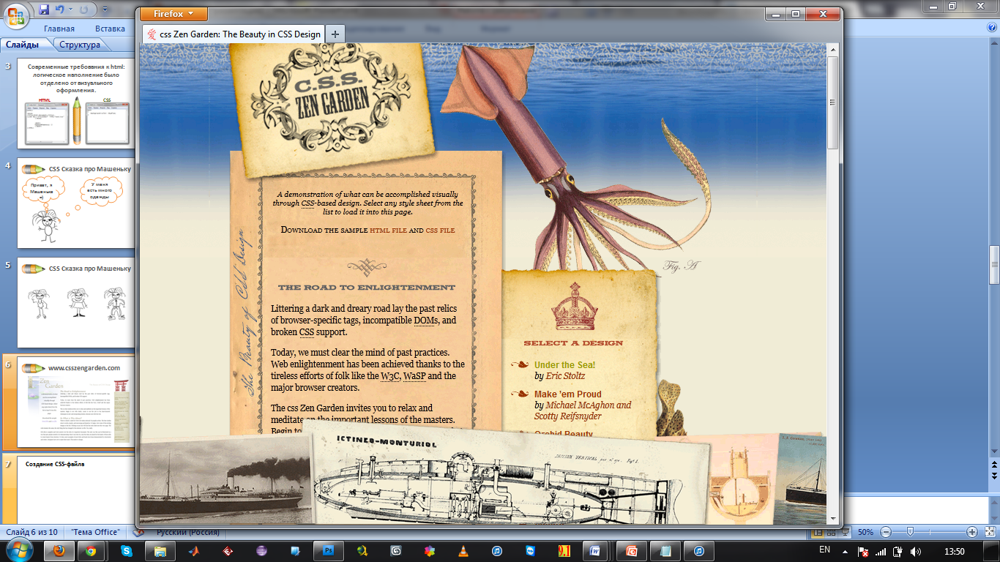 Firefox
css Zen Garden: The Beauty in CSS Design
Главная
Вставка
Слайды
Структура
3
Современные требования к html:
логическое наполнение было
отделено от визуального
оформления.
HTML
CSS
4
CSS Сказка про Машеньку
Привет, я
Машенька
=)
У меня
есть много
одежды
5
CSS Сказка про Машеньку
6
www.csszengarden.com
7
Создание CSS-файла
C.S.S.
ZEN GARDEN
The Beauty of CSS Design
A demonstration of what can be accomplished visually
through CSS-based design. Select any style sheet from the
list to load it into this page.
DOWNLOAD THE SAMPLE HTML FILE AND CSS FILE
THE ROAD TO ENLIGHTENMENT
Littering a dark and dreary road lay the past relics
of browser-specific tags, incompatible DOMs, and
broken CSS support.
Today, we must clear the mind of past practices.
Web enlightenment has been achieved thanks to the
tireless efforts of folk like the W3C, WaSP and the
major browser creators.
The css Zen Garden invites you to relax and
meditate on the important lessons of the masters.
Begin to
Fig. A
SELECT A DESIGN
Under the Sea!
by Eric Stoltz
Make 'em Proud
by Michael McAghon and
Scotty Reifsnyder
Orchid Beauty
ICTINEO-MONTURIOL
SECCION VERTICAL
Fig. 1.
Слайд 6 из 10
"Тема Office"
Русский (Россия)
50%
EN
13:50